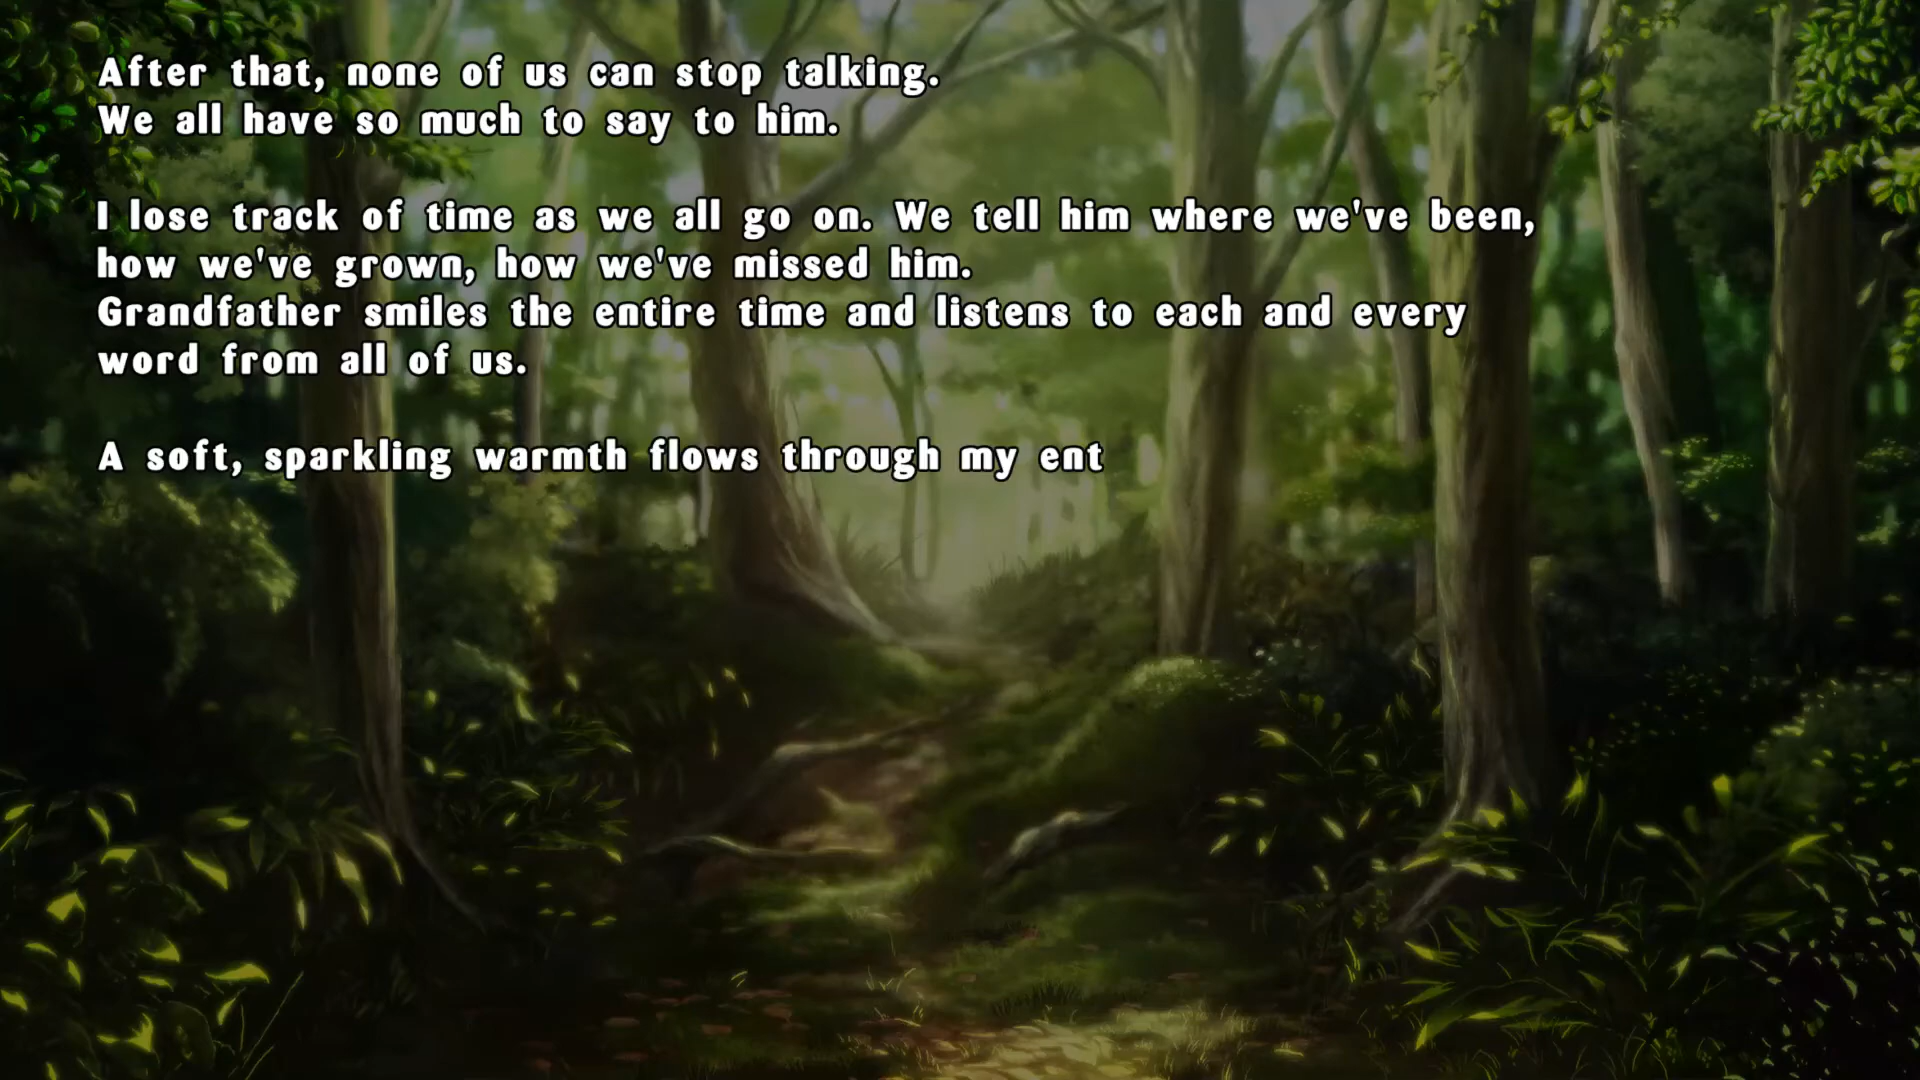 After that, none of us can stop talking.
We all have so much to say to him.
I lose track of time as we all go on. We tell him where we've been,
how we've grown, how we've missed him.
Grandfather smiles the entire time and listens to each and every
word from all of us.
A soft, sparkling warmth flows through my ent